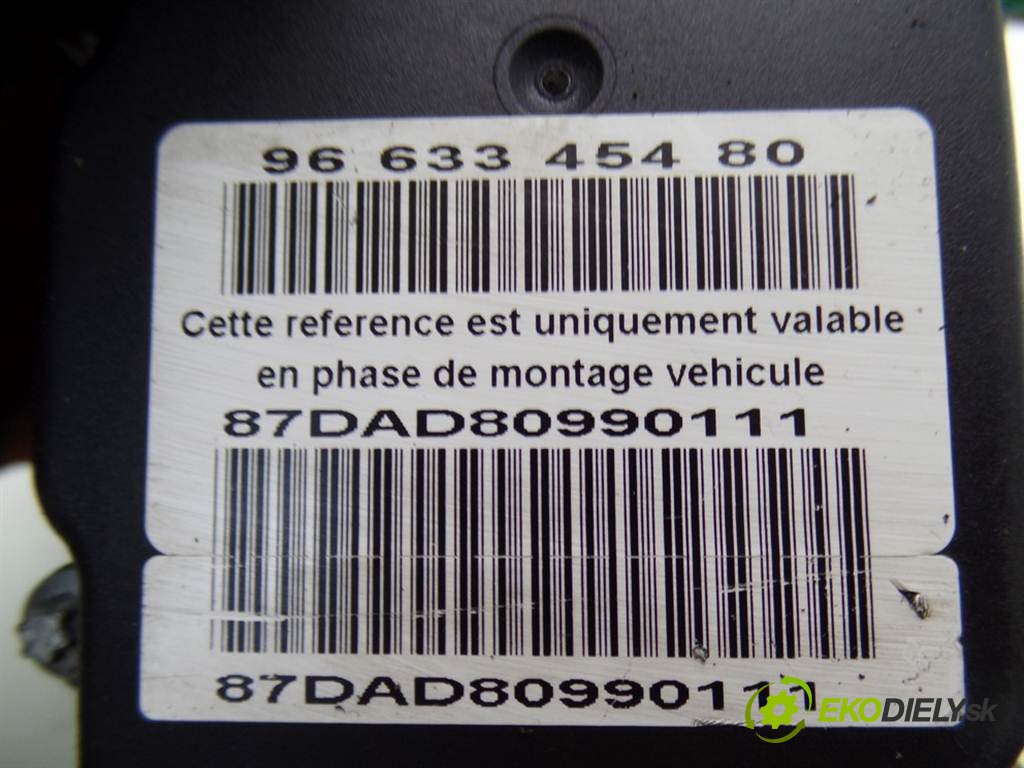 96 633 454 80
Cette reference est uniquement valable
en phase de montage vehicule
87DAD80990111
87DAD80990111
EKODIELY.sk